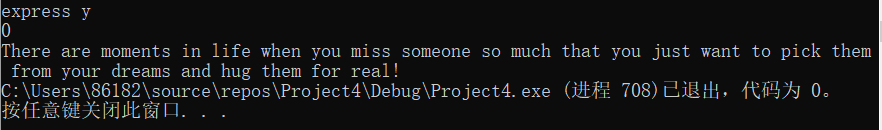 express y
0
There are moments in life when you miss someone so much that you just want to pick them
from your dreams and hug them for real!
C:\Users\86182\source\repos\Project4\Debug\Project4.exe (进程 708)已退出，代码为 0。
按任意键关闭此窗口. . .